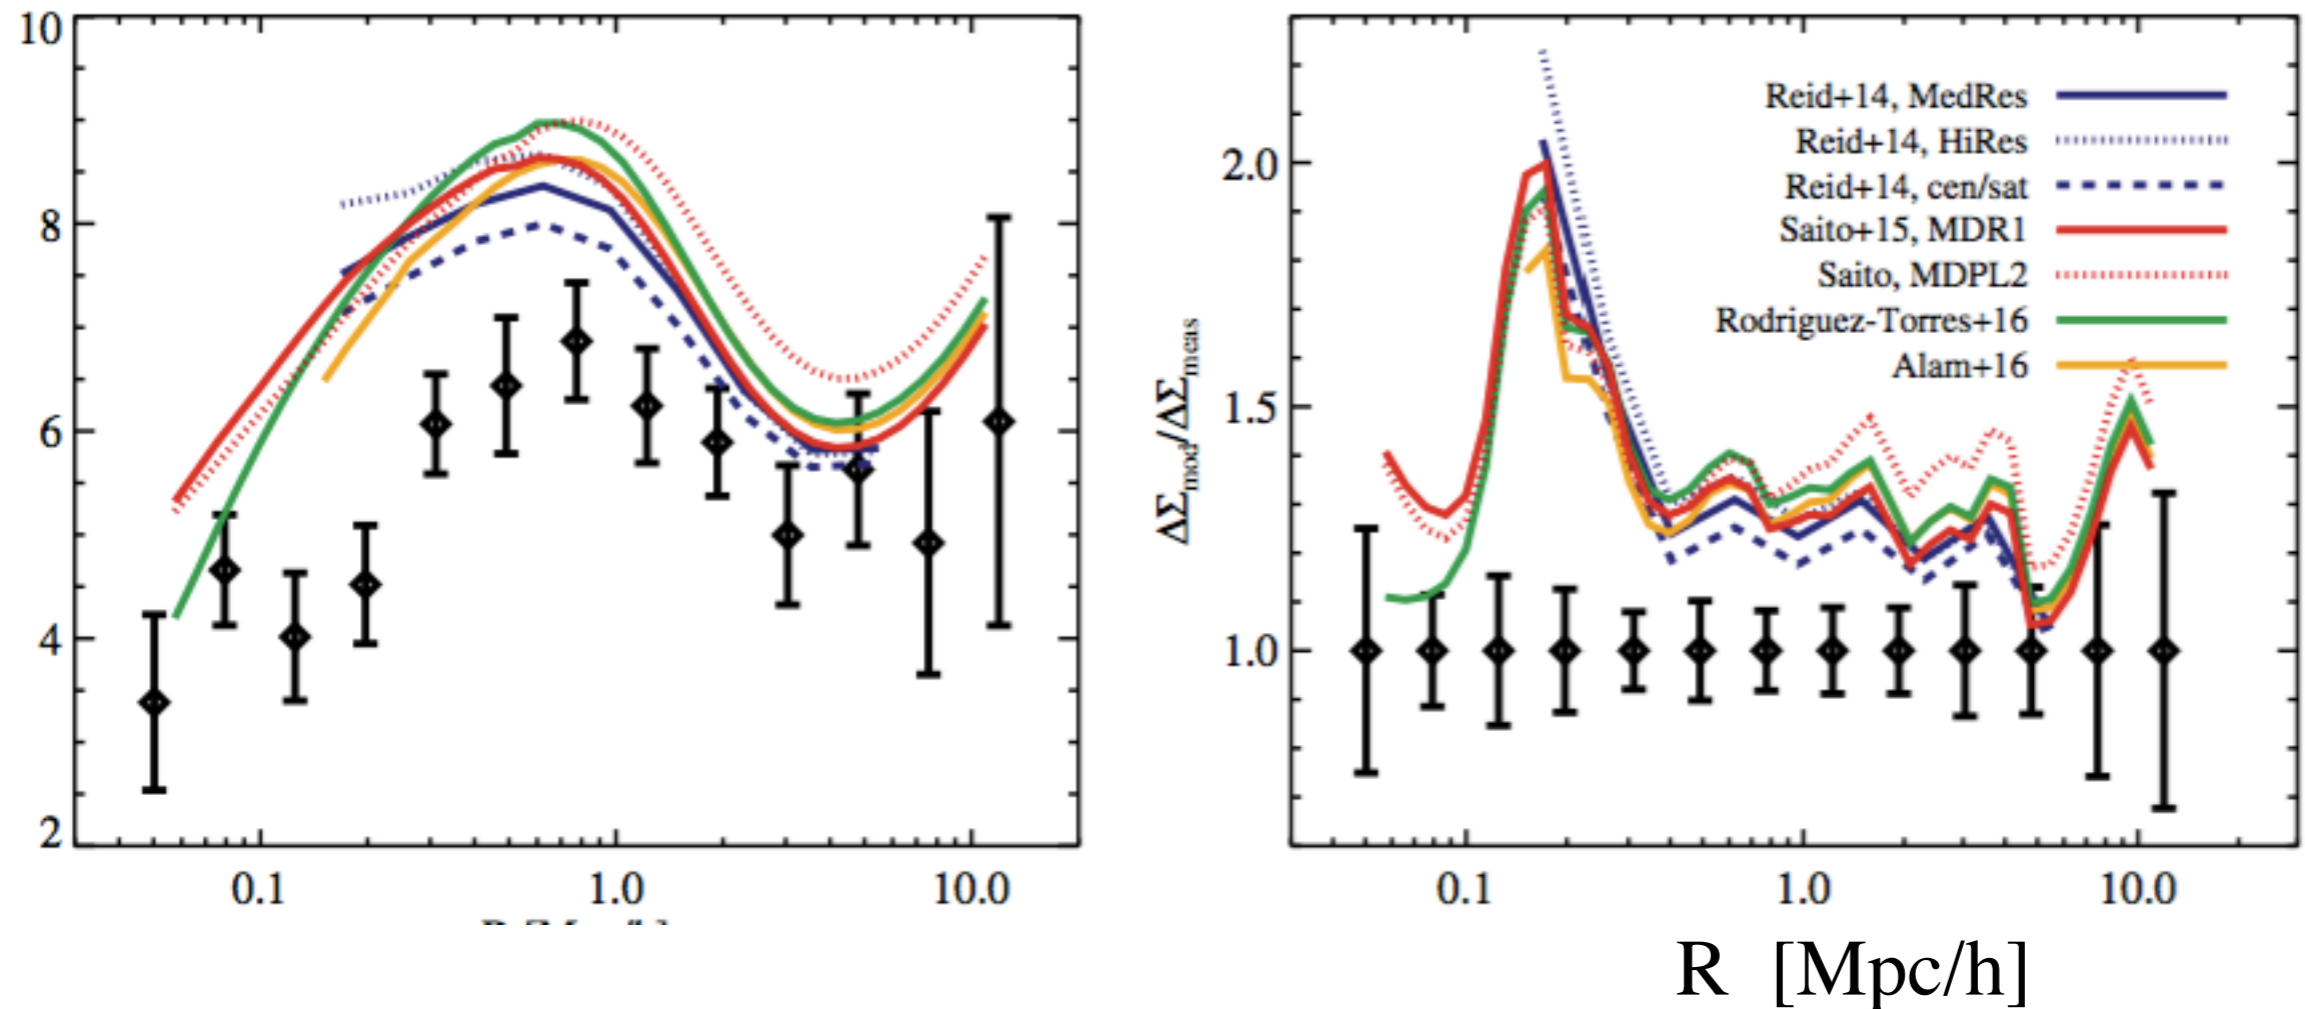 10
8
6
4
2
0.1 1.0 10.0
ΔΣmod/ΔΣmeas
2.0
1.5
1.0
0.1 1.0 10.0
Reid+14, MedRes
Reid+14, HiRes
Reid+14, cen/sat
Saito+15, MDR1
Saito, MDPL2
Rodriguez-Torres+16
Alam+16
R [Mpc/h]